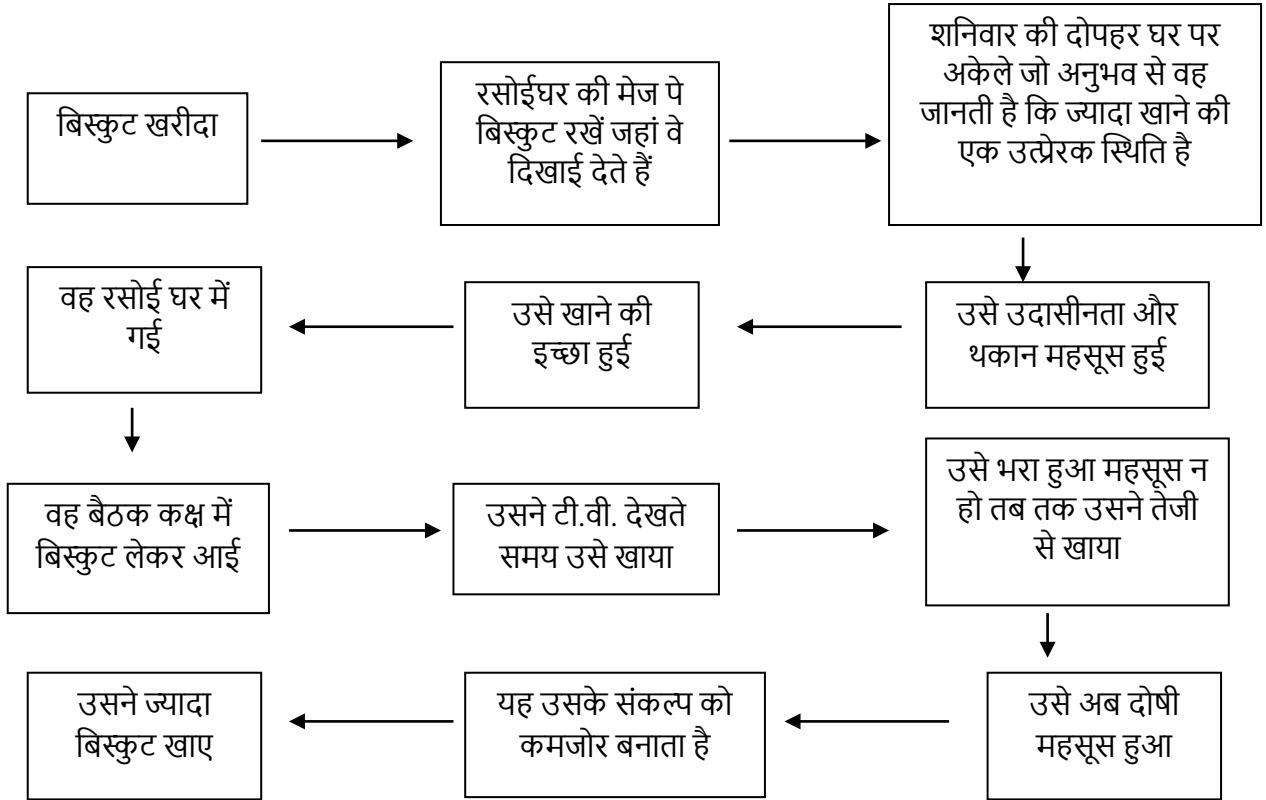 बिस्कुट खरीदा
रसोईघर की मेज पे
बिस्कुट रखें जहां वे
दिखाई देते हैं
शनिवार की दोपहर घर पर
अकेले जो अनुभव से वह
जानती है कि ज्यादा खाने की
एक उत्प्रेरक स्थिति है
उसे उदासीनता और
थकान महसूस हुई
उसे खाने की
इच्छा हुई
वह रसोई घर में
गई
वह बैठक कक्ष में
बिस्कुट लेकर आई
उसने टी.वी. देखते
समय उसे खाया
उसे भरा हुआ महसूस न
हो तब तक उसने तेजी
से खाया
उसे अब दोषी
महसूस हुआ
यह उसके संकल्प को
कमजोर बनाता है
उसने ज्यादा
बिस्कुट खाए